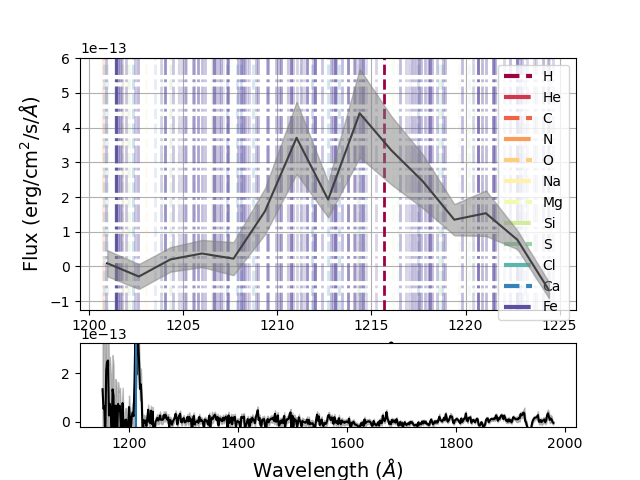 1e−13
6
5
4
3
2
1
0
−1
Flux (erg/cm²/s/Å)
H
He
C
N
O
Na
Mg
Si
S
Cl
Ca
Fe
1200 1205 1210 1215 1220 1225
1e−13
2
0
1200 1400 1600 1800 2000
Wavelength (Å)